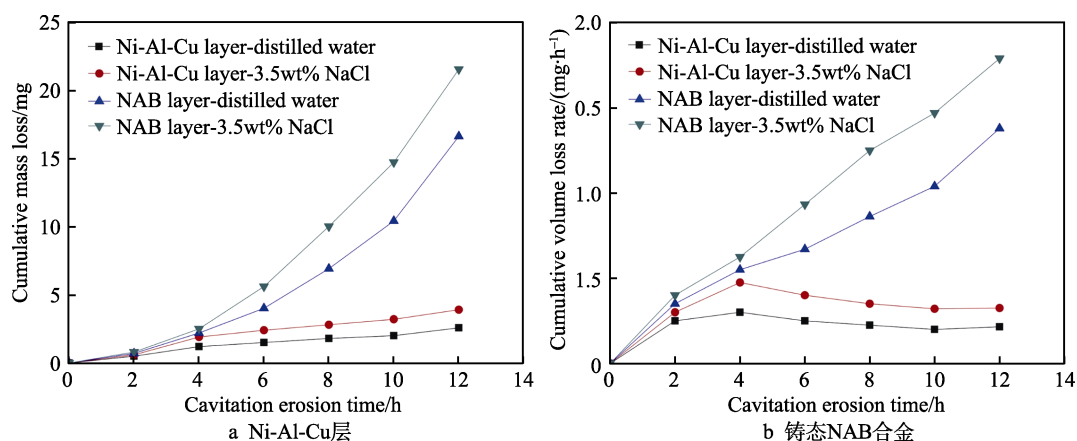 25
20
15
10
5
0
Cumulative mass loss/mg
Ni-Al-Cu layer-distilled water
Ni-Al-Cu layer-3.5wt% NaCl
NAB layer-distilled water
NAB layer-3.5wt% NaCl
0 2 4 6 8 10 12 14
Cavitation erosion time/h
a Ni-Al-Cu层
2.0
0.5
1.0
1.5
0
Cumulative volume loss rate/(mg·h⁻¹)
Ni-Al-Cu layer-distilled water
Ni-Al-Cu layer-3.5wt% NaCl
NAB layer-distilled water
NAB layer-3.5wt% NaCl
0 2 4 6 8 10 12 14
Cavitation erosion time/h
b 铸态NAB合金